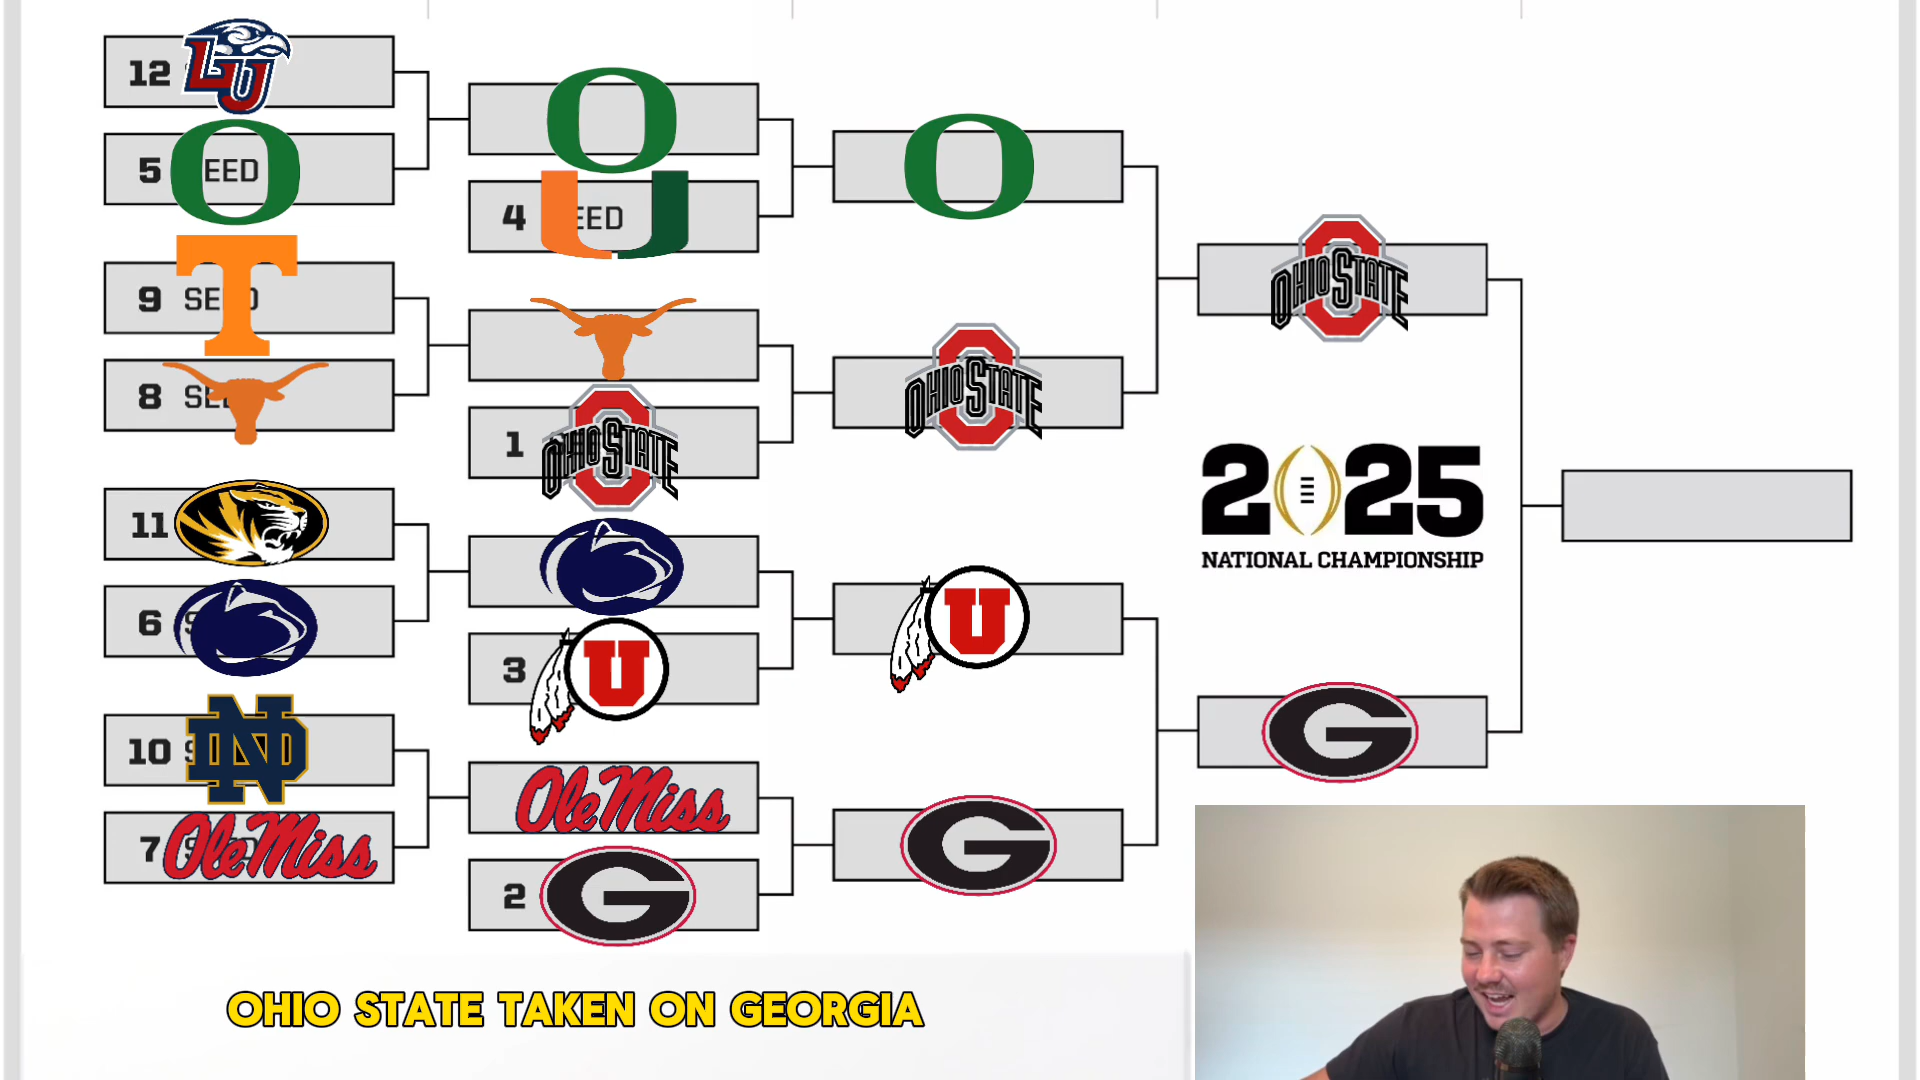 12 LU
5 EED
4 EED
9 SE D
8 SE
OHIO STATE
1 OHIO STATE
OHIO STATE
11
6 S
3 U
U
2025
NATIONAL CHAMPIONSHIP
10 ND
7 Ole Miss
Ole Miss
2 G
G
G
OHIO STATE TAKEN ON GEORGIA